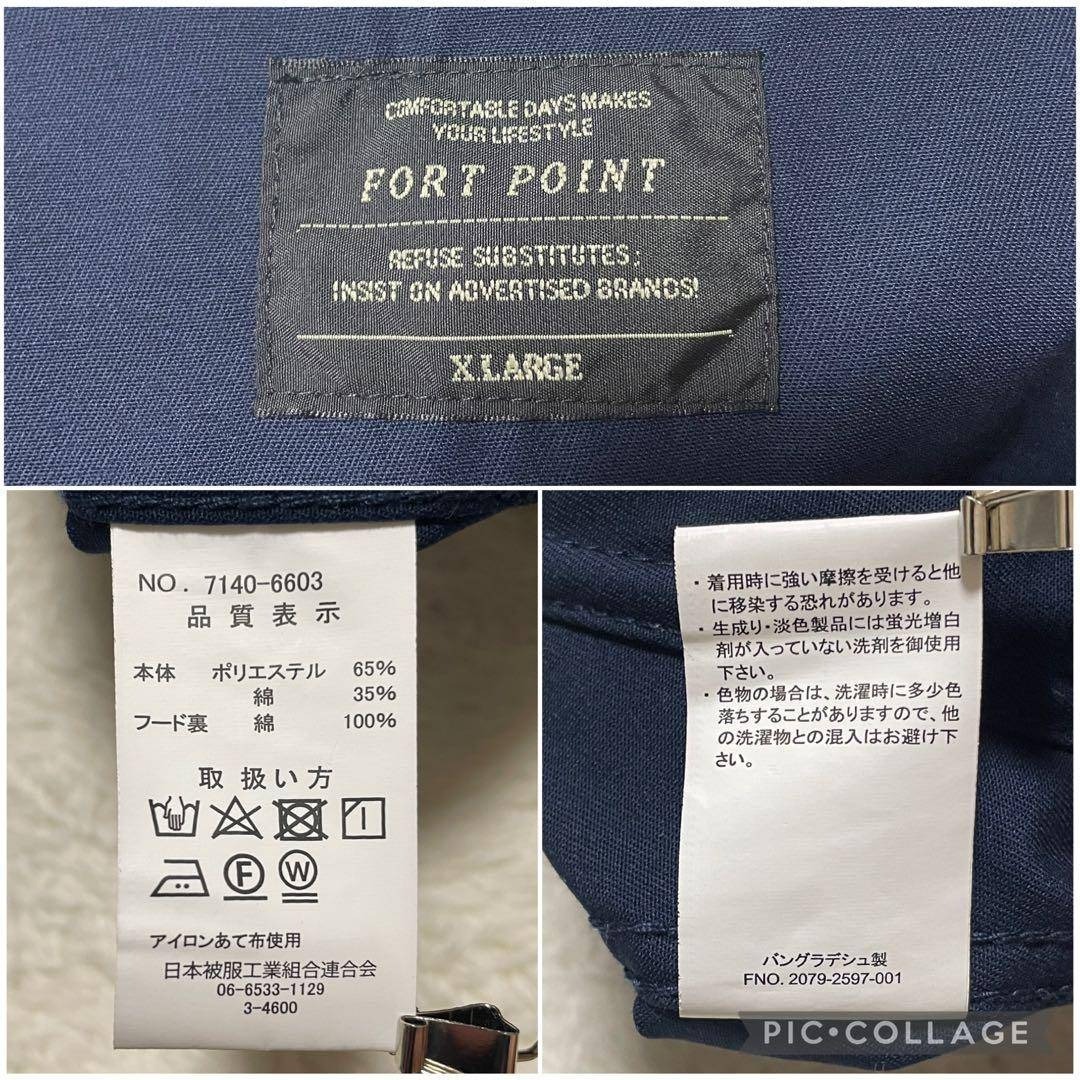 COMFORTABLE DAYS MAKES
YOUR LIFESTYLE
FORT POINT
REFUSE SUBSTITUTES;
INSIST ON ADVERTISED BRANDS!
X.LARGE
NO. 7140-6603
品質表示
本体 ポリエステル 65%
綿 35%
フード裏 綿 100%
取扱い方
F W
アイロンあて布使用
日本被服工業組合連合会
06-6533-1129
3-4600
・着用時に強い摩擦を受けると他
に移染する恐れがあります。
・生成り・淡色製品には蛍光増白
剤が入っていない洗剤を御使用
下さい。
・色物の場合は、洗濯時に多少色
落ちすることがありますので、他
の洗濯物との混入はお避け下
さい。
バングラデシュ製
FNO. 2079-2597-001
PIC•COLLAGE